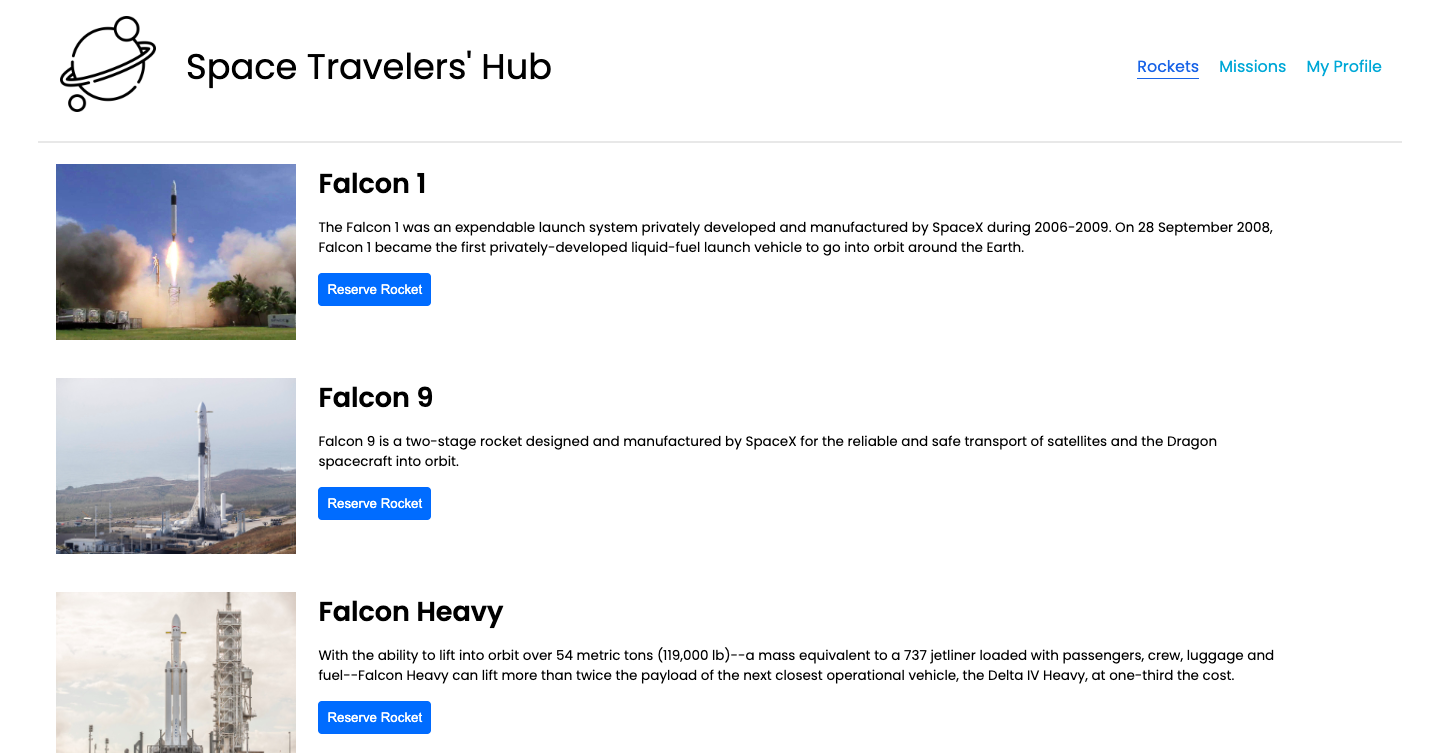 Space Travelers' Hub
Rockets Missions My Profile
Falcon 1
The Falcon 1 was an expendable launch system privately developed and manufactured by SpaceX during 2006-2009. On 28 September 2008,
Falcon 1 became the first privately-developed liquid-fuel launch vehicle to go into orbit around the Earth.
Reserve Rocket
Falcon 9
Falcon 9 is a two-stage rocket designed and manufactured by SpaceX for the reliable and safe transport of satellites and the Dragon
spacecraft into orbit.
Reserve Rocket
Falcon Heavy
With the ability to lift into orbit over 54 metric tons (119,000 lb)--a mass equivalent to a 737 jetliner loaded with passengers, crew, luggage and
fuel--Falcon Heavy can lift more than twice the payload of the next closest operational vehicle, the Delta IV Heavy, at one-third the cost.
Reserve Rocket